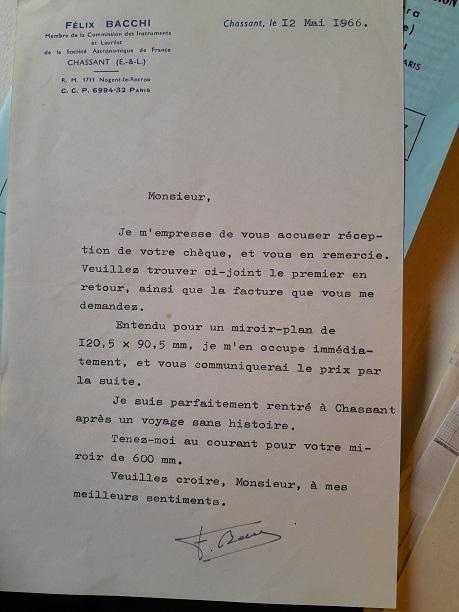 FÉLIX BACCHI
Membre de la Commission des Instruments
et Lauréat
de la Société Astronomique de France
CHASSANT (E.-&-L.)
R. M. 1711 Nogent-le-Rotrou
C. C. P. 6994-32 PARIS
Chassant, le I2 Mai I966.
Monsieur,
Je m'empresse de vous accuser récep-
tion de votre chèque, et vous en remercie.
Veuillez trouver ci-joint le premier en
retour, ainsi que la facture que vous me
demandez.
Entendu pour un miroir-plan de
I20,5 x 90,5 mm, je m'en occupe immédia-
tement, et vous communiquerai le prix par
la suite.
Je suis parfaitement rentré à Chassant
après un voyage sans histoire.
Tenez-moi au courant pour votre mi-
roir de 600 mm.
Veuillez croire, Monsieur, à mes
meilleurs sentiments.